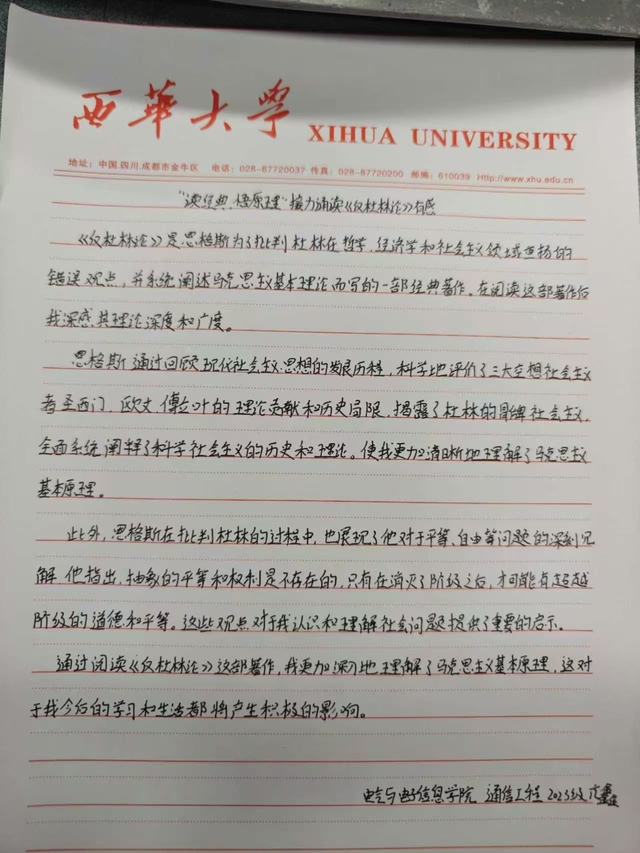 西華大学 XIHUA UNIVERSITY
地址：中国.四川.成都市金牛区 电话：028-87720037 传真：028-87720200 邮编：610039 Http://www.xhu.edu.cn
"读经典，悟原理"接力诵读《反杜林论》有感
《反杜林论》是恩格斯为了批判杜林在哲学、经济学和社会主义领域宣扬的
错误观点，并系统阐述马克思主义基本理论而写的一部经典著作。在阅读这部著作后
我深感其理论深度和广度。
恩格斯通过回顾现代社会主义思想的发展历程，科学地评价了三大空想社会主义
者圣西门、欧文、傅立叶的理论贡献和历史局限，揭露了杜林的冒牌社会主义，
全面系统阐释了科学社会主义的历史和理论。使我更加清晰地理解了马克思主义
基本原理。
此外，恩格斯在批判杜林的过程中，也展现了他对于平等、自由等问题的深刻见
解 他指出，抽象的平等和权利是不存在的，只有在消灭了阶级之后，才可能有超越
阶级的道德和平等。这些观点对于我认识和理解社会问题提供了重要的启示。
通过阅读《反杜林论》这部著作，我更加深刻地理解了马克思主义基本原理，这对
于我今后的学习和生活都将产生积极的影响。
电气与电子信息学院 通信工程 2023级